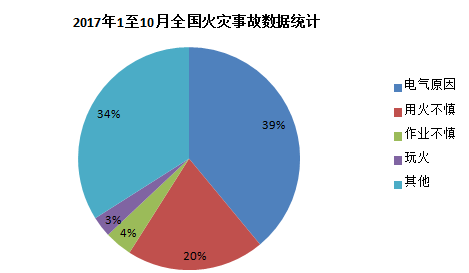 2017年1至10月全国火灾事故数据统计
34%
39%
3%
4%
20%
电气原因
用火不慎
作业不慎
玩火
其他